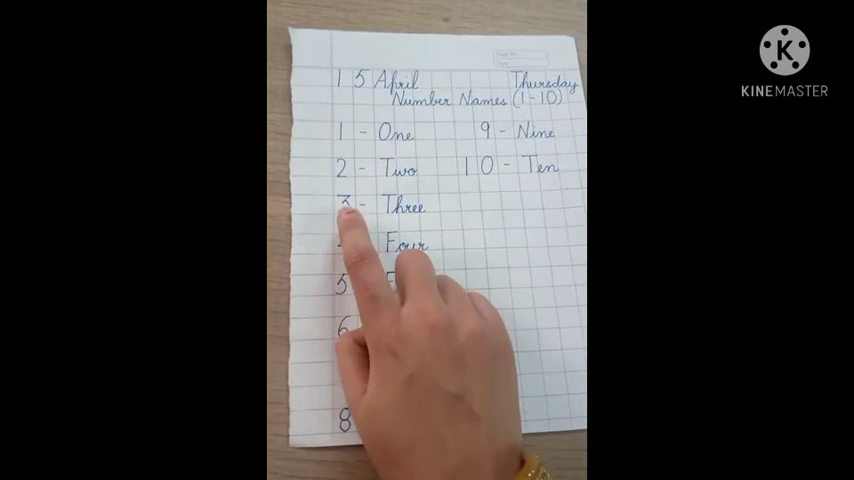 15 April Thursday
Number Names (1-10)
1 - One
2 - Two
3 - Three
Four
5
6
8
9 - Nine
10 - Ten
KINEMASTER